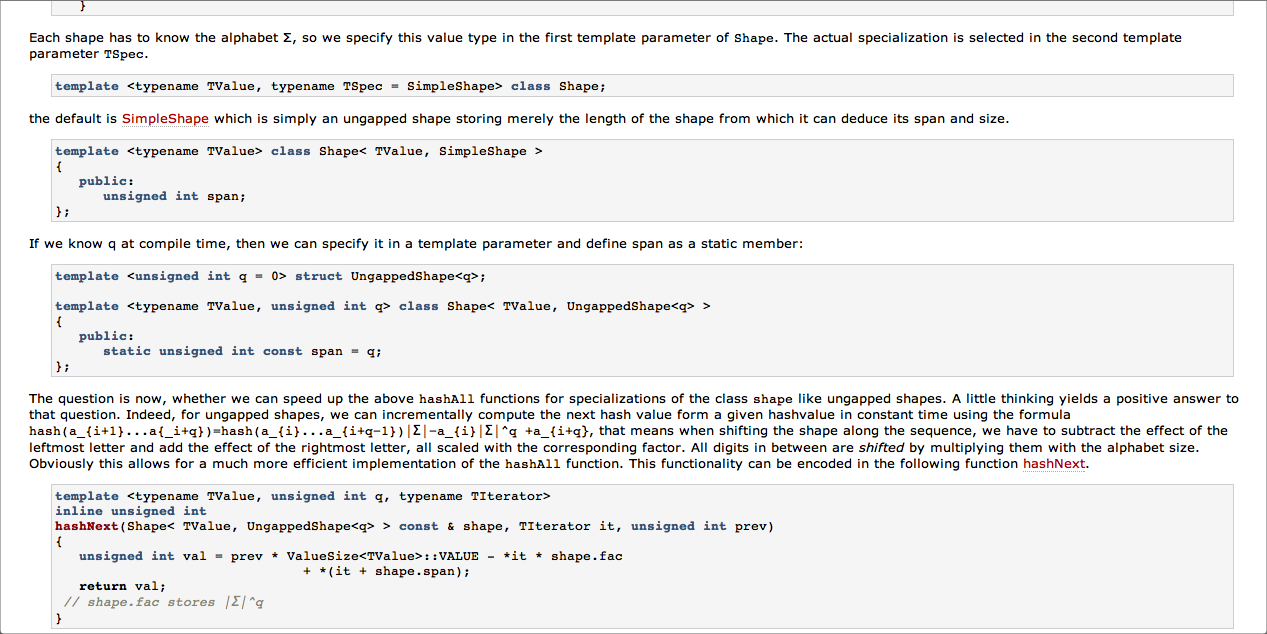 }
Each shape has to know the alphabet Σ, so we specify this value type in the first template parameter of Shape. The actual specialization is selected in the second template
parameter TSpec.
template <typename TValue, typename TSpec = SimpleShape> class Shape;
the default is SimpleShape which is simply an ungapped shape storing merely the length of the shape from which it can deduce its span and size.
template <typename TValue> class Shape< TValue, SimpleShape >
{
public:
unsigned int span;
};
If we know q at compile time, then we can specify it in a template parameter and define span as a static member:
template <unsigned int q = 0> struct UngappedShape<q>;
template <typename TValue, unsigned int q> class Shape< TValue, UngappedShape<q> >
{
public:
static unsigned int const span = q;
};
The question is now, whether we can speed up the above hashAll functions for specializations of the class shape like ungapped shapes. A little thinking yields a positive answer to
that question. Indeed, for ungapped shapes, we can incrementally compute the next hash value form a given hashvalue in constant time using the formula
hash(a_{i+1}...a{_i+q})=hash(a_{i}...a_{i+q-1})|Σ|-a_{i}|Σ|^q +a_{i+q}, that means when shifting the shape along the sequence, we have to subtract the effect of the
leftmost letter and add the effect of the rightmost letter, all scaled with the corresponding factor. All digits in between are shifted by multiplying them with the alphabet size.
Obviously this allows for a much more efficient implementation of the hashAll function. This functionality can be encoded in the following function hashNext.
template <typename TValue, unsigned int q, typename TIterator>
inline unsigned int
hashNext(Shape< TValue, UngappedShape<q> > const & shape, TIterator it, unsigned int prev)
{
unsigned int val = prev * ValueSize<TValue>::VALUE - *it * shape.fac
+ *(it + shape.span);
return val;
// shape.fac stores |Σ|^q
}